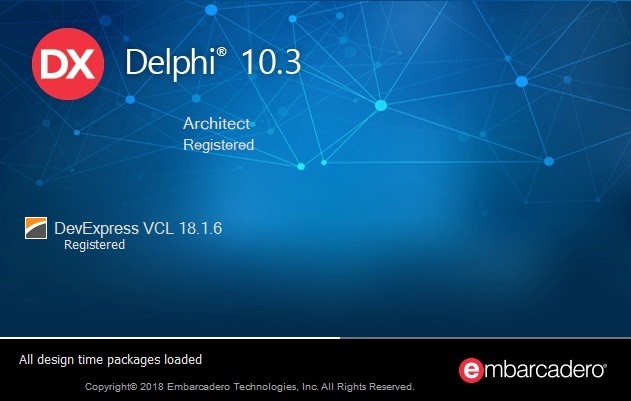 DX
Delphi® 10.3
Architect
Registered
DevExpress VCL 18.1.6
Registered
All design time packages loaded
embarcadero®
Copyright© 2018 Embarcadero Technologies, Inc. All Rights Reserved.